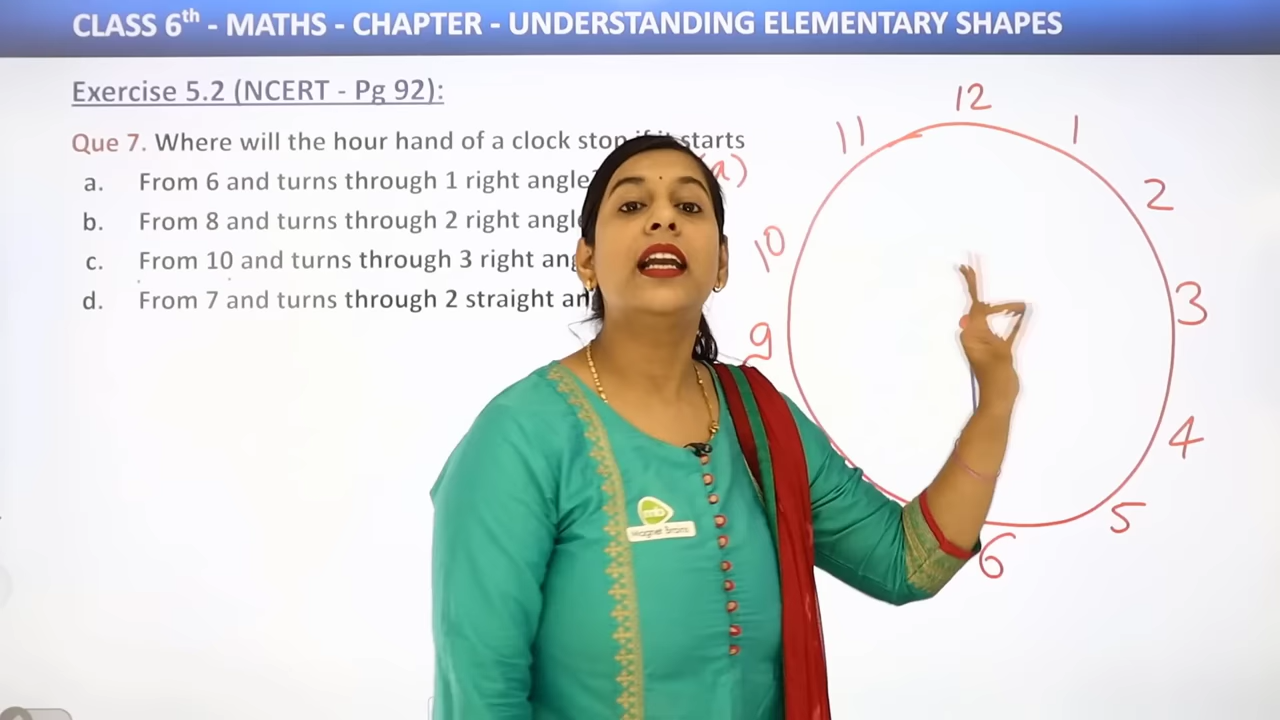 CLASS 6th - MATHS - CHAPTER - UNDERSTANDING ELEMENTARY SHAPES
Exercise 5.2 (NCERT - Pg 92):
Que 7. Where will the hour hand of a clock stop if it starts
a. From 6 and turns through 1 right angle
b. From 8 and turns through 2 right angl
c. From 10 and turns through 3 right ang
d. From 7 and turns through 2 straight an
(a)
12
11
1
2
10
3
9
4
5
6
Magnet Brains